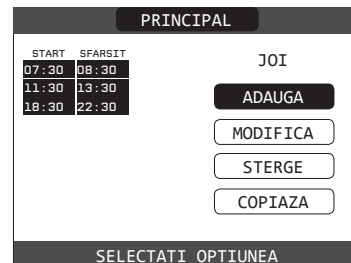 PRINCIPAL
START SFARSIT
07:30 08:30
11:30 13:30
18:30 22:30
JOI
ADAUGA
MODIFICA
STERGE
COPIAZA
SELECTATI OPTIUNEA